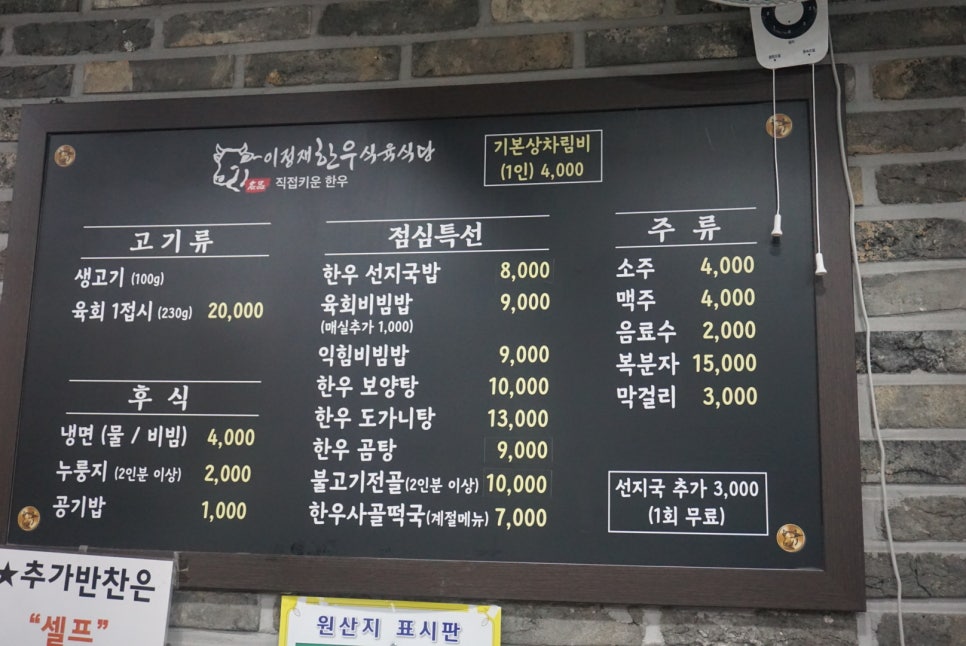 이정재 한우 식육식당
名品 직접키운 한우
기본상차림비
(1인) 4,000
고기류
생고기 (100g)
육회 1접시 (230g) 20,000
후식
냉면 (물 / 비빔) 4,000
누룽지 (2인분 이상) 2,000
공기밥 1,000
점심특선
한우 선지국밥 8,000
육회비빔밥 9,000
(매실추가 1,000)
익힘비빔밥 9,000
한우 보양탕 10,000
한우 도가니탕 13,000
한우 곰탕 9,000
불고기전골(2인분 이상) 10,000
한우사골떡국(계절메뉴) 7,000
주류
소주 4,000
맥주 4,000
음료수 2,000
복분자 15,000
막걸리 3,000
선지국 추가 3,000
(1회 무료)
★추가반찬은
“셀프”
원산지 표시판